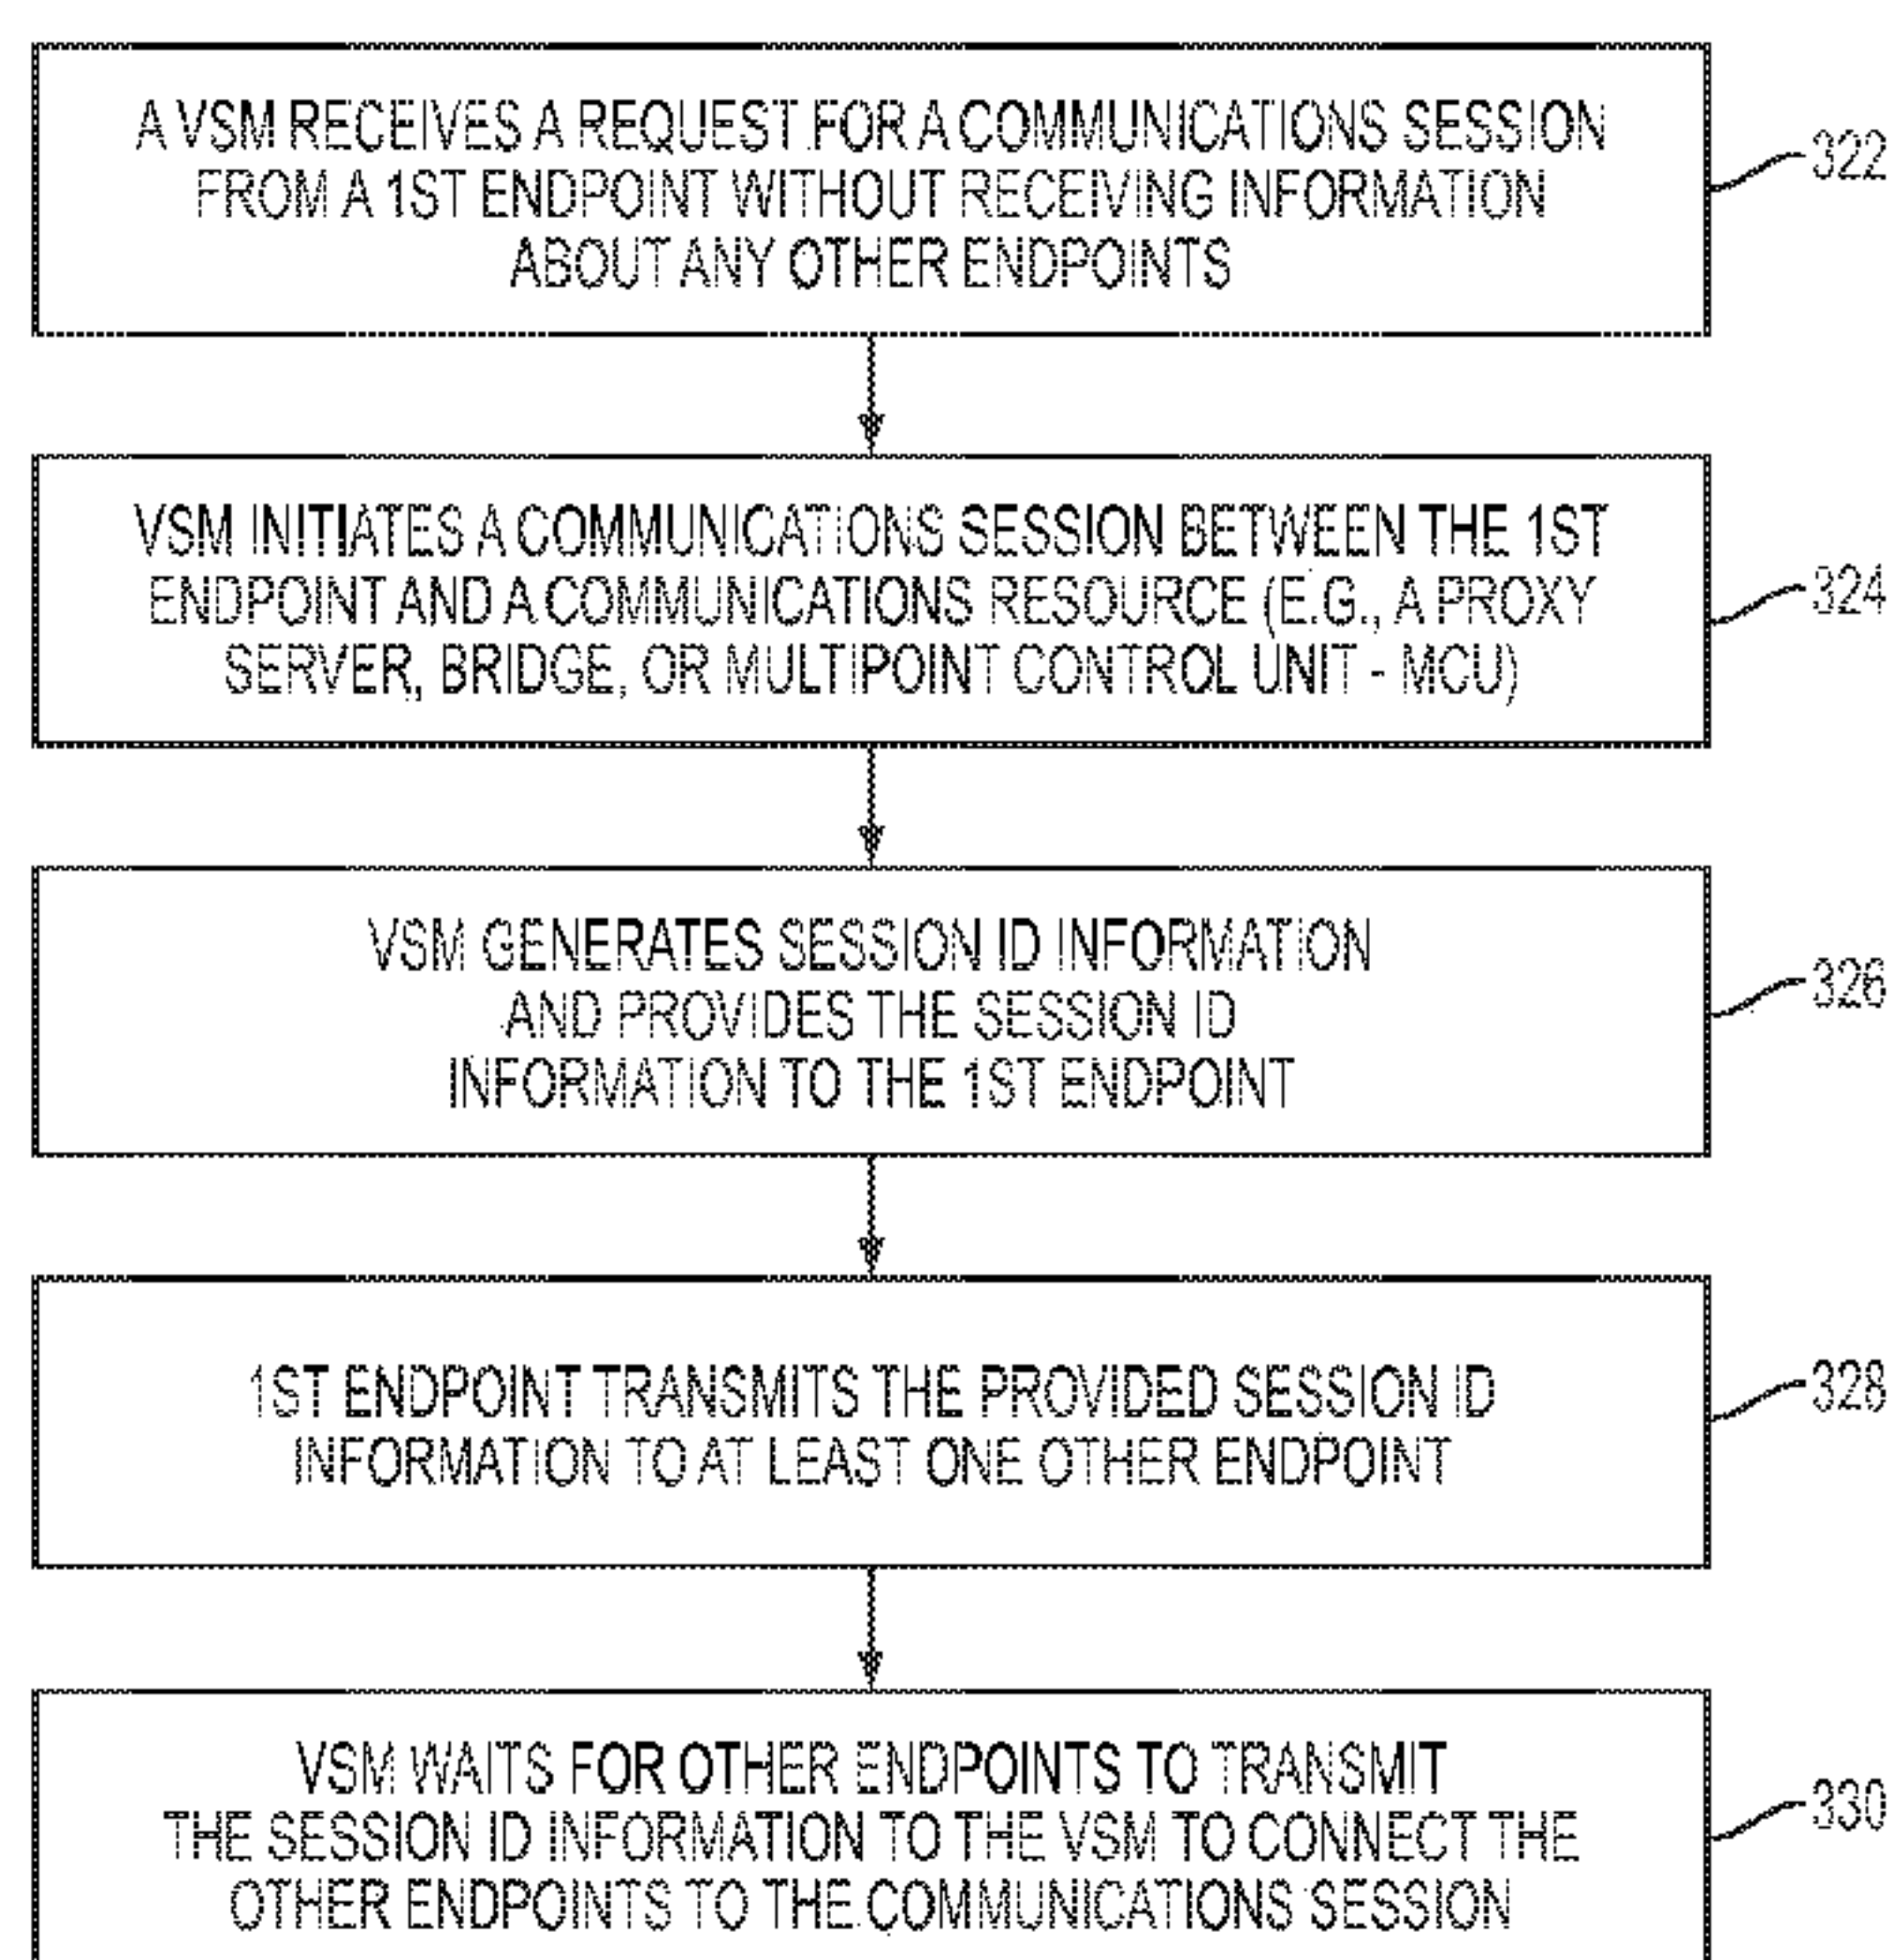 A VSM RECEIVES A REQUEST FOR A COMMUNICATIONS SESSION
FROM A 1ST ENDPOINT WITHOUT RECEIVING INFORMATION
ABOUT ANY OTHER ENDPOINTS
322
VSM INITIATES A COMMUNICATIONS SESSION BETWEEN THE 1ST
ENDPOINT AND A COMMUNICATIONS RESOURCE (E.G., A PROXY
SERVER, BRIDGE, OR MULTIPOINT CONTROL UNIT - MCU)
324
VSM GENERATES SESSION ID INFORMATION
AND PROVIDES THE SESSION ID
INFORMATION TO THE 1ST ENDPOINT
326
1ST ENDPOINT TRANSMITS THE PROVIDED SESSION ID
INFORMATION TO AT LEAST ONE OTHER ENDPOINT
328
VSM WAITS FOR OTHER ENDPOINTS TO TRANSMIT
THE SESSION ID INFORMATION TO THE VSM TO CONNECT THE
OTHER ENDPOINTS TO THE COMMUNICATIONS SESSION
330